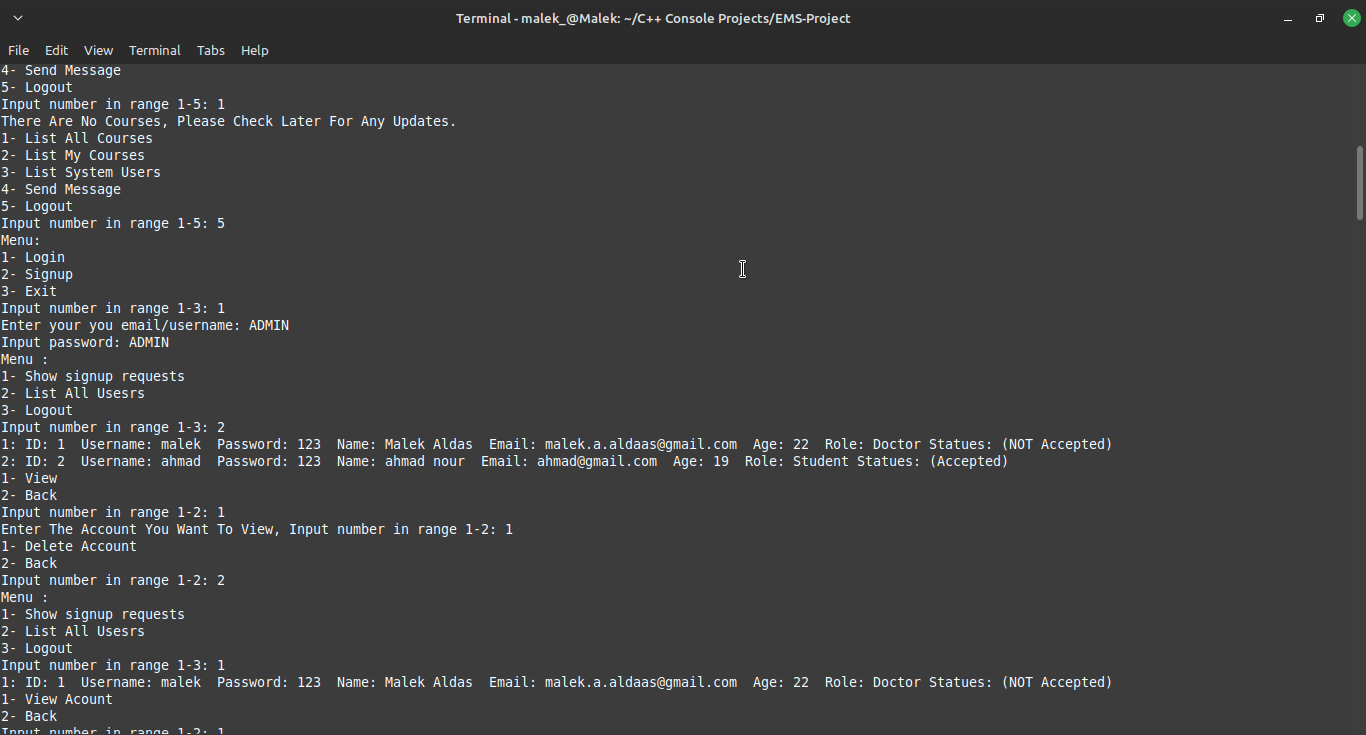 Terminal - malek_@Malek: ~/C++ Console Projects/EMS-Project
File Edit View Terminal Tabs Help
4- Send Message
5- Logout
Input number in range 1-5: 1
There Are No Courses, Please Check Later For Any Updates.
1- List All Courses
2- List My Courses
3- List System Users
4- Send Message
5- Logout
Input number in range 1-5: 5
Menu:
1- Login
2- Signup
3- Exit
Input number in range 1-3: 1
Enter your you email/username: ADMIN
Input password: ADMIN
Menu :
1- Show signup requests
2- List All Usesrs
3- Logout
Input number in range 1-3: 2
1: ID: 1  Username: malek  Password: 123  Name: Malek Aldas  Email: malek.a.aldaas@gmail.com  Age: 22  Role: Doctor Statues: (NOT Accepted)
2: ID: 2  Username: ahmad  Password: 123  Name: ahmad nour  Email: ahmad@gmail.com  Age: 19  Role: Student Statues: (Accepted)
1- View
2- Back
Input number in range 1-2: 1
Enter The Account You Want To View, Input number in range 1-2: 1
1- Delete Account
2- Back
Input number in range 1-2: 2
Menu :
1- Show signup requests
2- List All Usesrs
3- Logout
Input number in range 1-3: 1
1: ID: 1  Username: malek  Password: 123  Name: Malek Aldas  Email: malek.a.aldaas@gmail.com  Age: 22  Role: Doctor Statues: (NOT Accepted)
1- View Acount
2- Back
Input number in range 1-2: 1